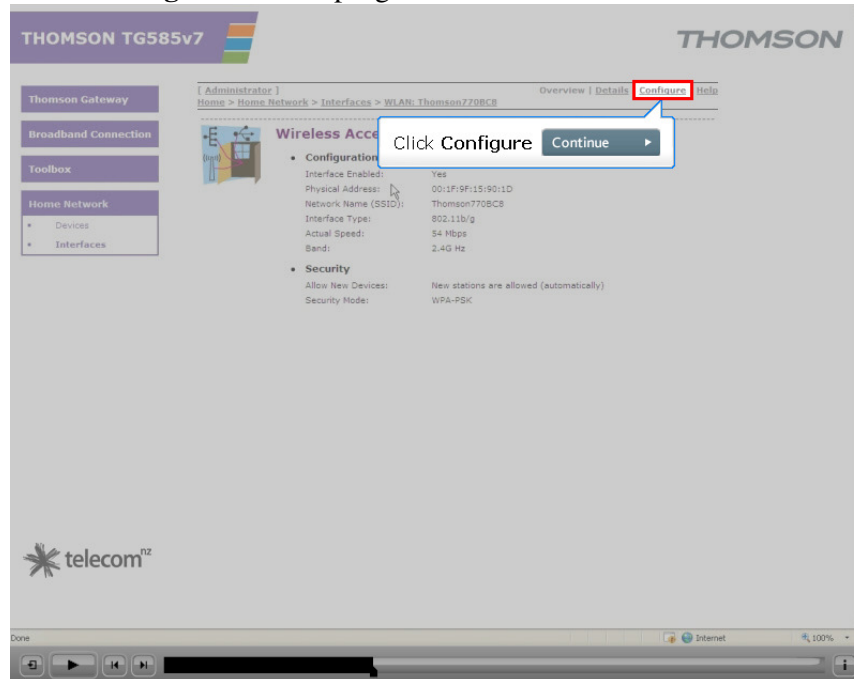 THOMSON TG585v7
THOMSON
[ Administrator ]
Overview | Details Configure Help
Home > Home Network > Interfaces > WLAN: Thomson770BC8
Thomson Gateway
Broadband Connection
Toolbox
Home Network
Devices
Interfaces
Wireless Acce
Click Configure Continue
Configuration
Interface Enabled: Yes
Physical Address: 00:1F:9F:15:90:1D
Network Name (SSID): Thomson770BC8
Interface Type: 802.11b/g
Actual Speed: 54 Mbps
Band: 2.4G Hz
Security
Allow New Devices: New stations are allowed (automatically)
Security Mode: WPA-PSK
telecom nz
Done
Internet
100%